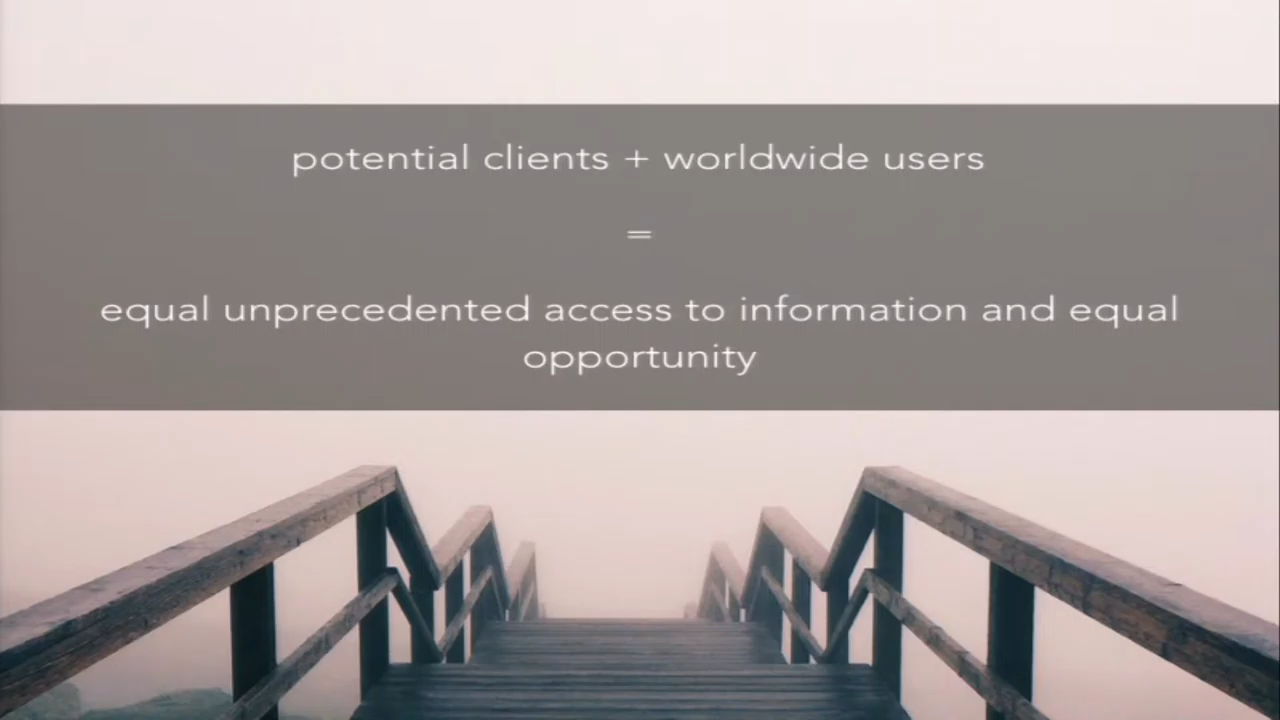 potential clients + worldwide users
=
equal unprecedented access to information and equal
opportunity